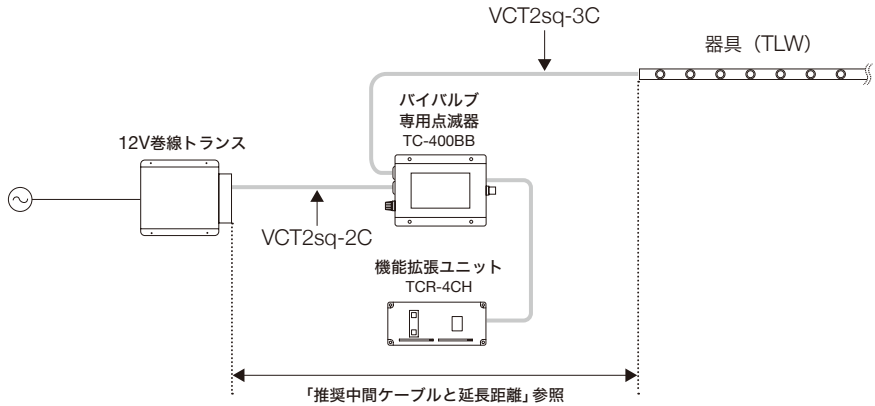 VCT2sq-3C
器具（TLW）
バイバルブ
専用点滅器
TC-400BB
12V巻線トランス
VCT2sq-2C
機能拡張ユニット
TCR-4CH
「推奨中間ケーブルと延長距離」参照